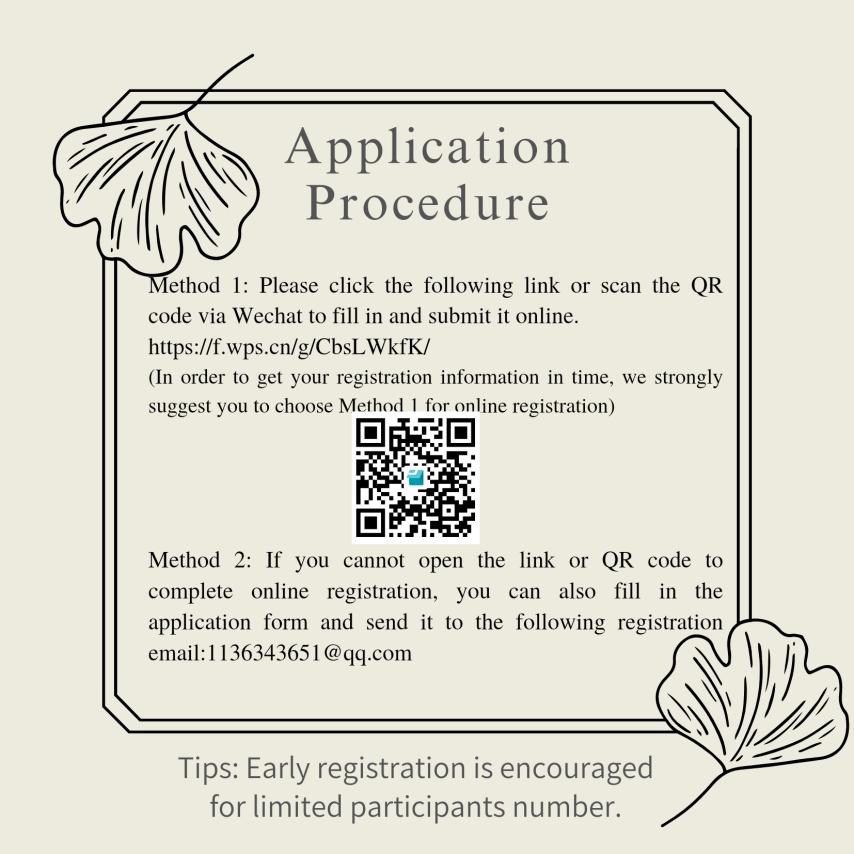 Application
Procedure
Method 1: Please click the following link or scan the QR
code via Wechat to fill in and submit it online.
https://f.wps.cn/g/CbsLWkfK/
(In order to get your registration information in time, we strongly
suggest you to choose Method 1 for online registration)
Method 2: If you cannot open the link or QR code to
complete online registration, you can also fill in the
application form and send it to the following registration
email:1136343651@qq.com
Tips: Early registration is encouraged
for limited participants number.